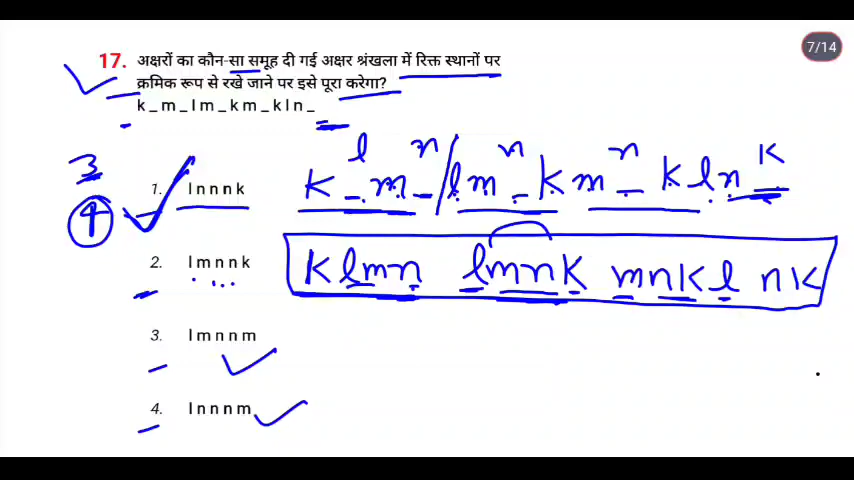 7/14
17. अक्षरों का कौन-सा समूह दी गई अक्षर श्रंखला में रिक्त स्थानों पर
क्रमिक रूप से रखे जाने पर इसे पूरा करेगा?
k _ m _ l m _ k m _ k l n _
3
4
k l m n / l m n k m n k l n k
1. l n n n k
k l m n l m n k m n k l n k
2. l m n n k
3. l m n n m
4. l n n n m